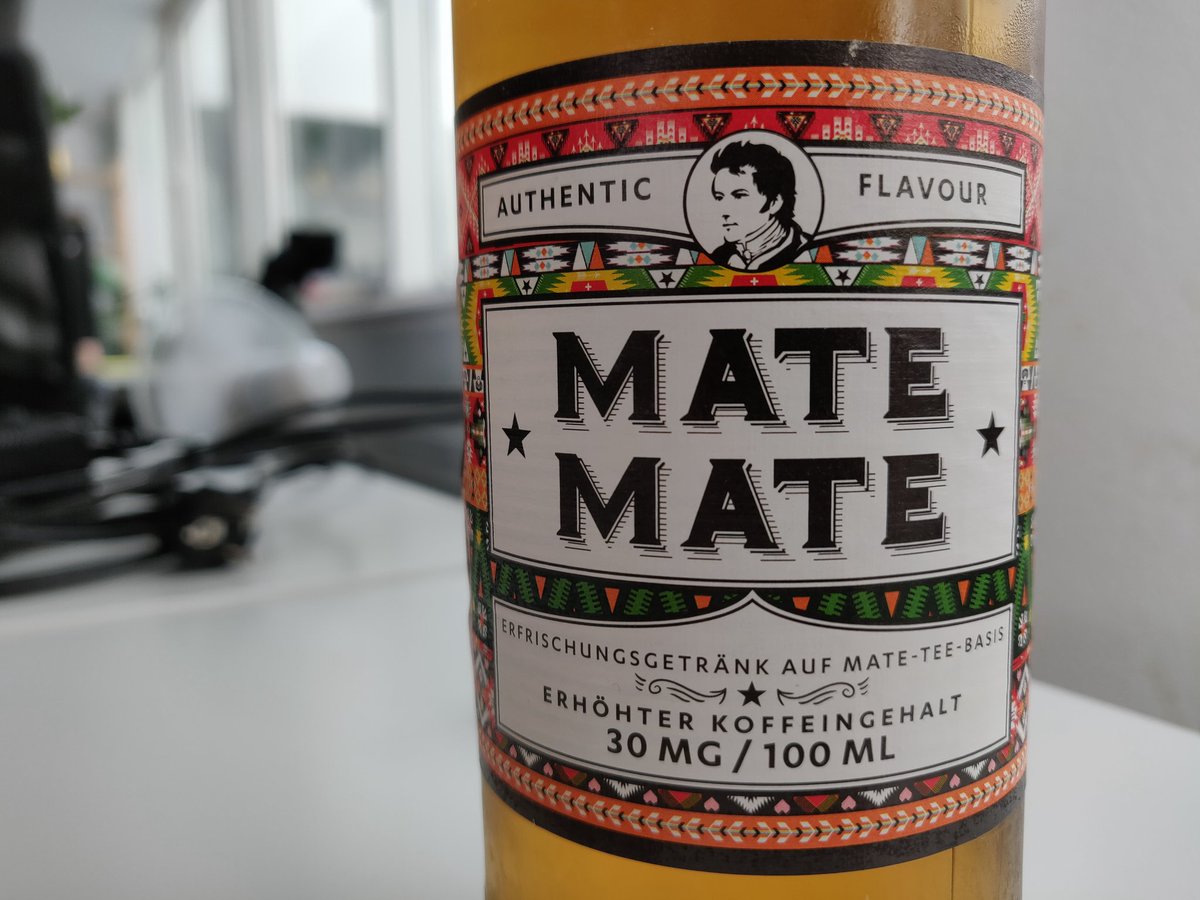 AUTHENTIC FLAVOUR
MATE
MATE
ERFRISCHUNGSGETRÄNK AUF MATE-TEE-BASIS
ERHÖHTER KOFFEINGEHALT
30 MG / 100 ML